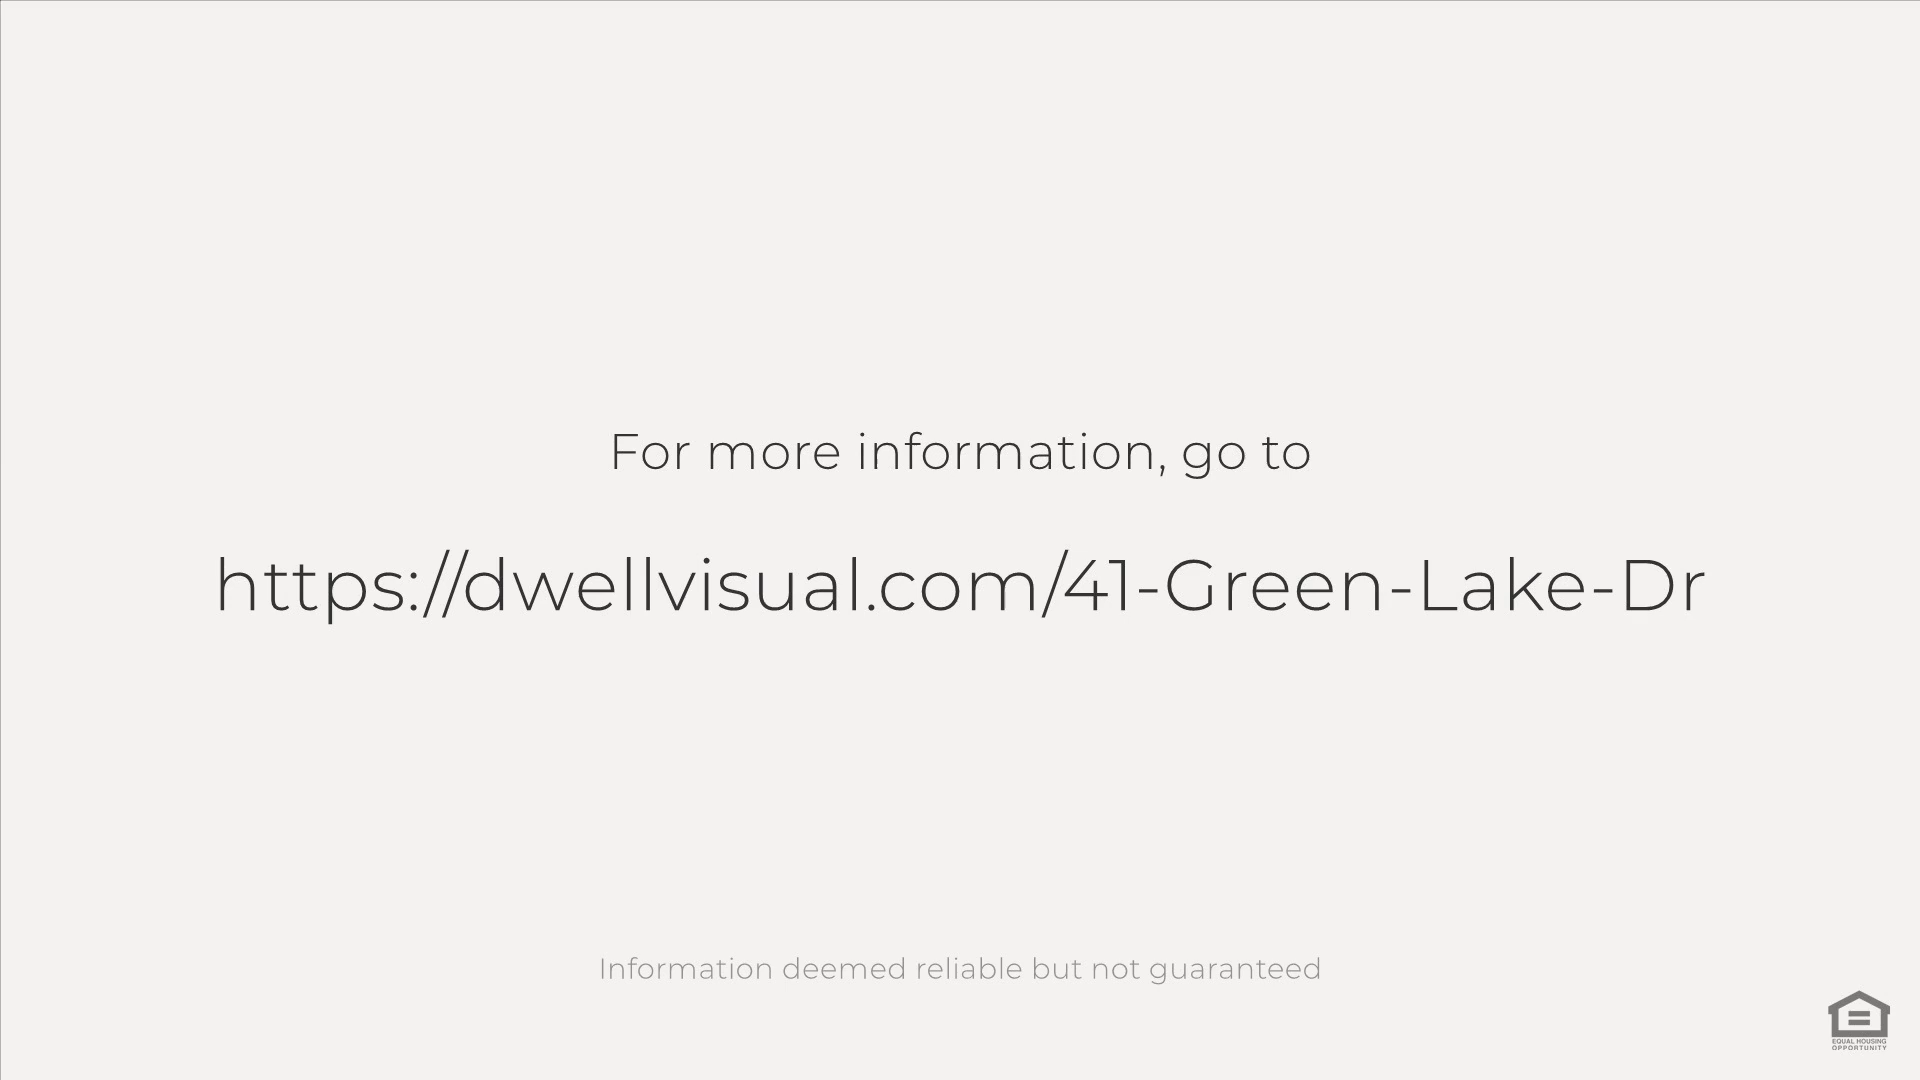 For more information, go to
https://dwellvisual.com/41-Green-Lake-Dr
Information deemed reliable but not guaranteed
EQUAL HOUSING
OPPORTUNITY